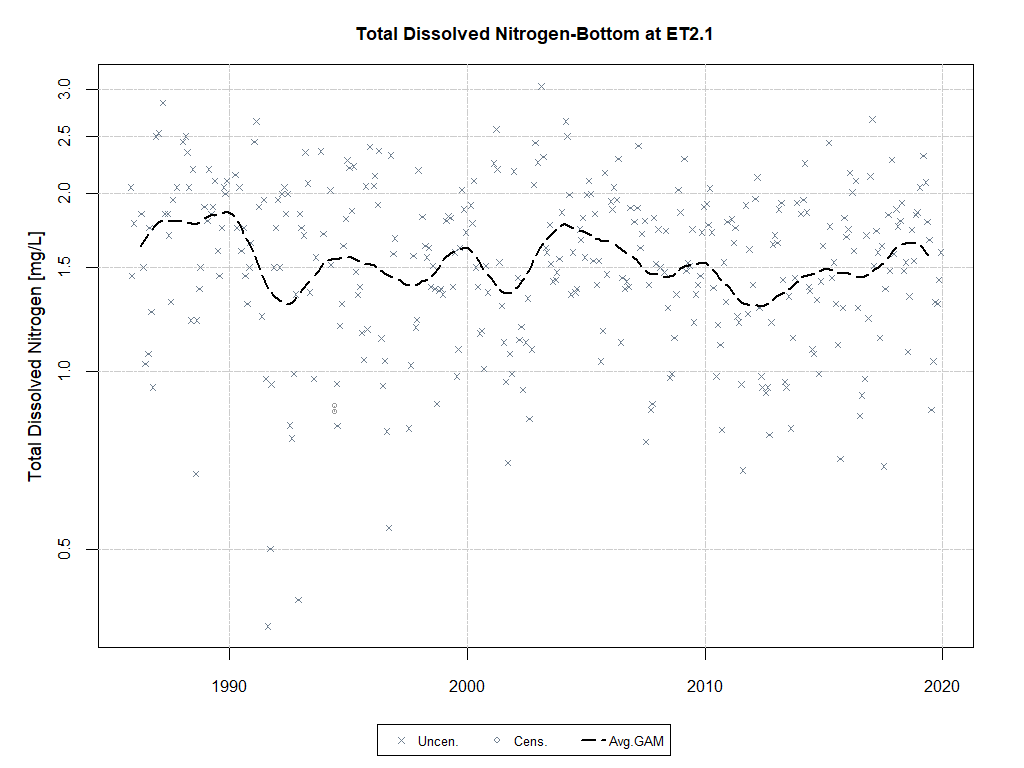 Total Dissolved Nitrogen-Bottom at ET2.1
Total Dissolved Nitrogen [mg/L]
3.0
2.5
2.0
1.5
1.0
0.5
1990 2000 2010 2020
Uncen. Cens. Avg.GAM